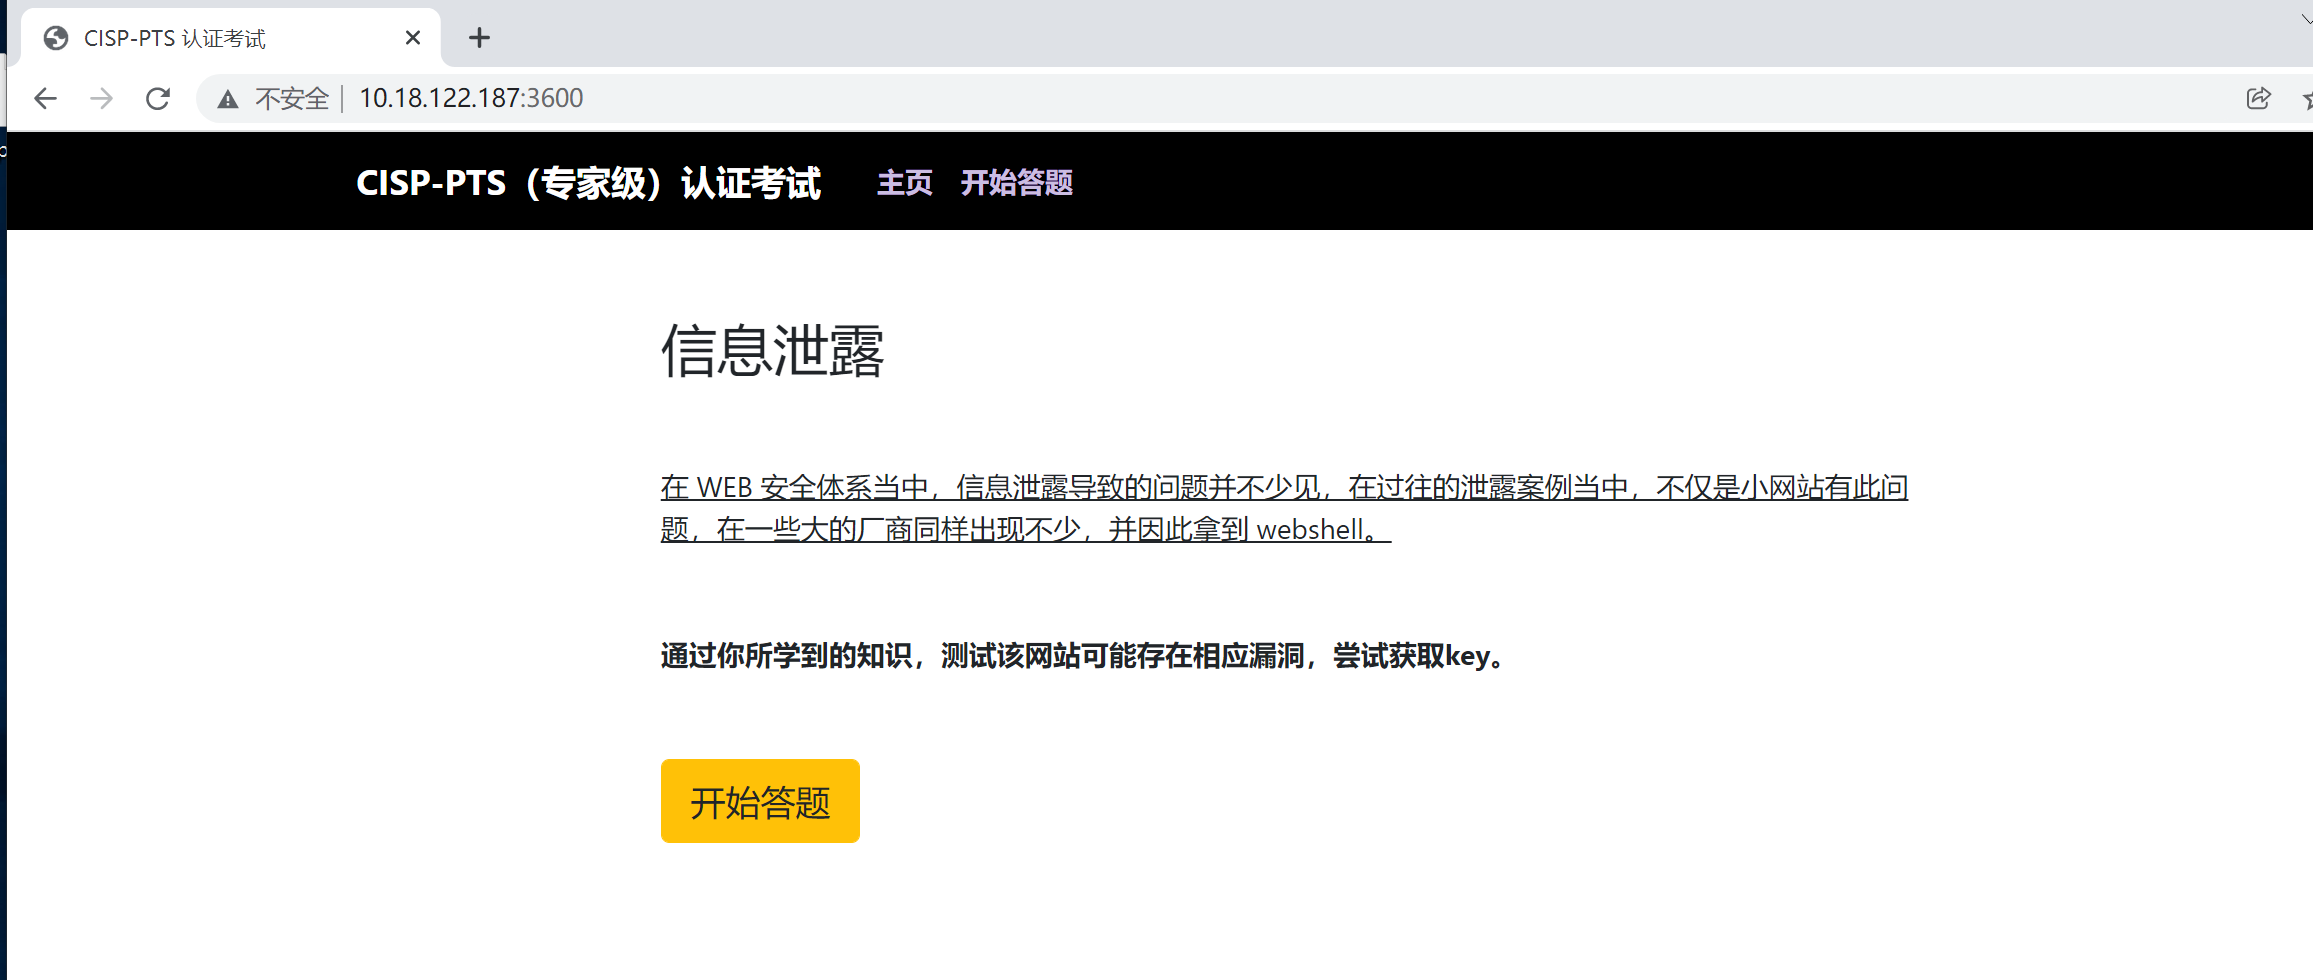 CISP-PTS 认证考试
不安全 10.18.122.187:3600
CISP-PTS（专家级）认证考试 主页 开始答题
信息泄露
在 WEB 安全体系当中，信息泄露导致的问题并不少见，在过往的泄露案例当中，不仅是小网站有此问
题，在一些大的厂商同样出现不少，并因此拿到 webshell。
通过你所学到的知识，测试该网站可能存在相应漏洞，尝试获取key。
开始答题